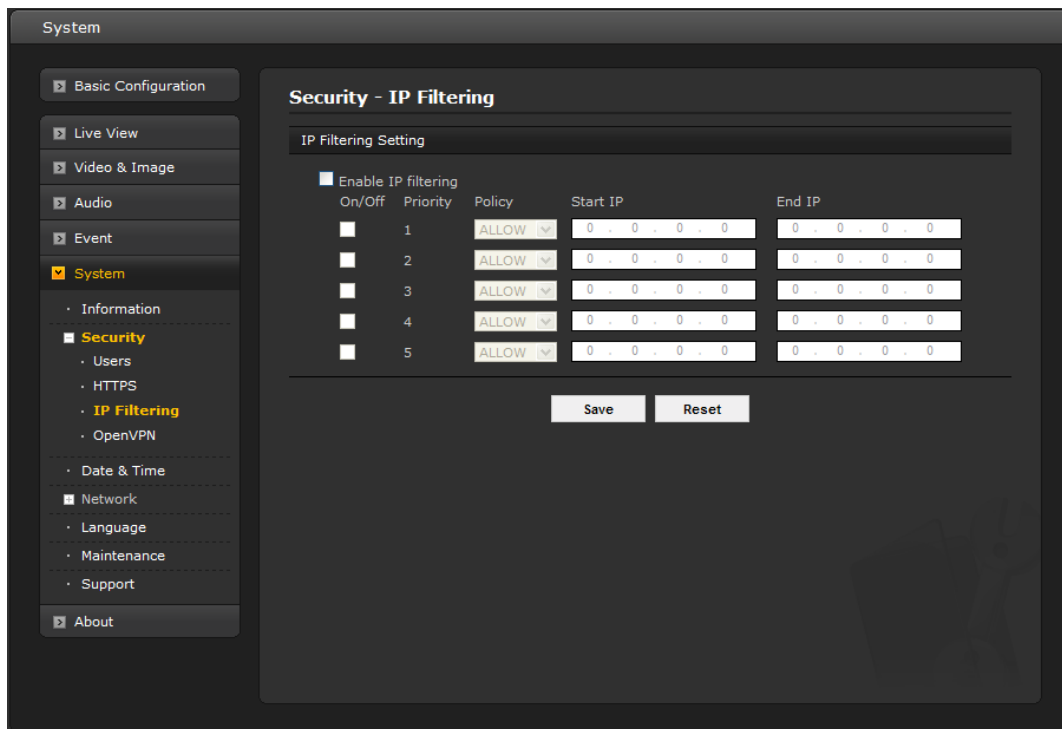 System
Basic Configuration
Live View
Video & Image
Audio
Event
System
· Information
Security
· Users
· HTTPS
· IP Filtering
· OpenVPN
· Date & Time
Network
· Language
· Maintenance
· Support
About
Security - IP Filtering
IP Filtering Setting
Enable IP filtering
On/Off Priority Policy Start IP End IP
1 ALLOW 0 . 0 . 0 . 0 0 . 0 . 0 . 0
2 ALLOW 0 . 0 . 0 . 0 0 . 0 . 0 . 0
3 ALLOW 0 . 0 . 0 . 0 0 . 0 . 0 . 0
4 ALLOW 0 . 0 . 0 . 0 0 . 0 . 0 . 0
5 ALLOW 0 . 0 . 0 . 0 0 . 0 . 0 . 0
Save Reset